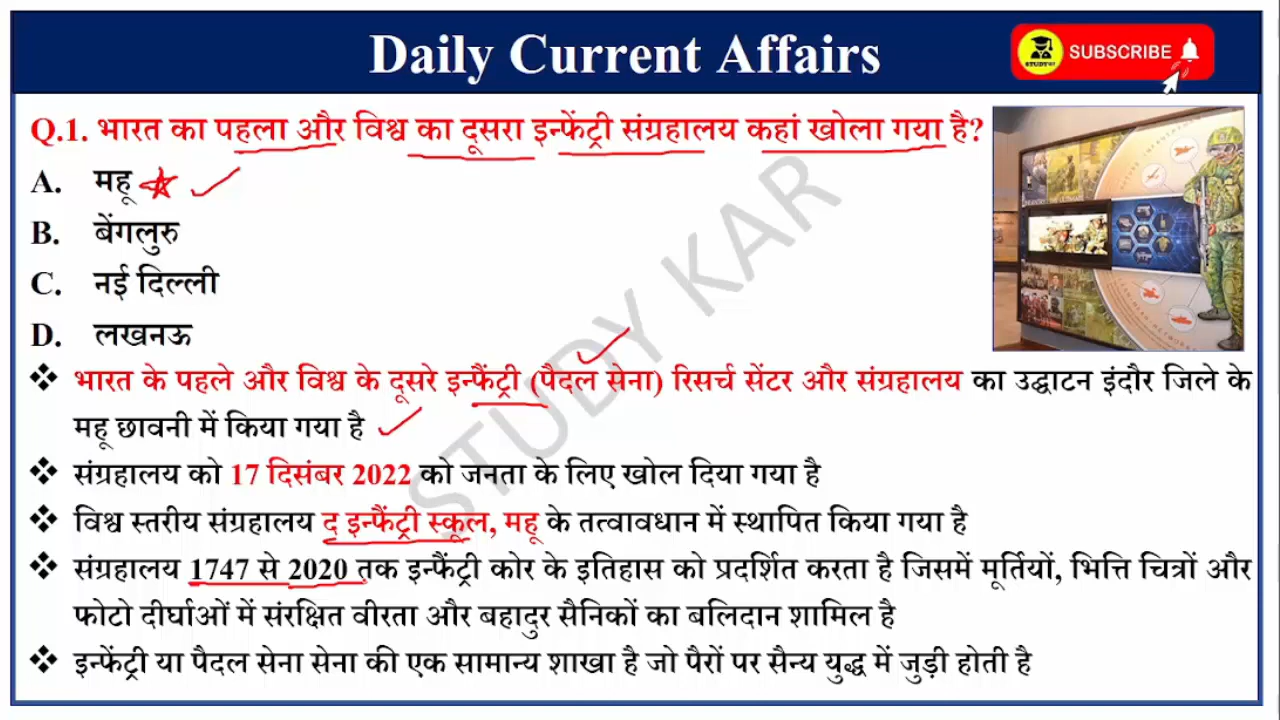 Daily Current Affairs
SUBSCRIBE
Q.1. भारत का पहला और विश्व का दूसरा इन्फेंट्री संग्रहालय कहां खोला गया है?
A. महू
B. बेंगलुरु
C. नई दिल्ली
D. लखनऊ
STUDY KAR
❖ भारत के पहले और विश्व के दूसरे इन्फैंट्री (पैदल सेना) रिसर्च सेंटर और संग्रहालय का उद्घाटन इंदौर जिले के
महू छावनी में किया गया है
❖ संग्रहालय को 17 दिसंबर 2022 को जनता के लिए खोल दिया गया है
❖ विश्व स्तरीय संग्रहालय द इन्फैंट्री स्कूल, महू के तत्वावधान में स्थापित किया गया है
❖ संग्रहालय 1747 से 2020 तक इन्फैंट्री कोर के इतिहास को प्रदर्शित करता है जिसमें मूर्तियों, भित्ति चित्रों और
फोटो दीर्घाओं में संरक्षित वीरता और बहादुर सैनिकों का बलिदान शामिल है
❖ इन्फेंट्री या पैदल सेना सेना की एक सामान्य शाखा है जो पैरों पर सैन्य युद्ध में जुड़ी होती है